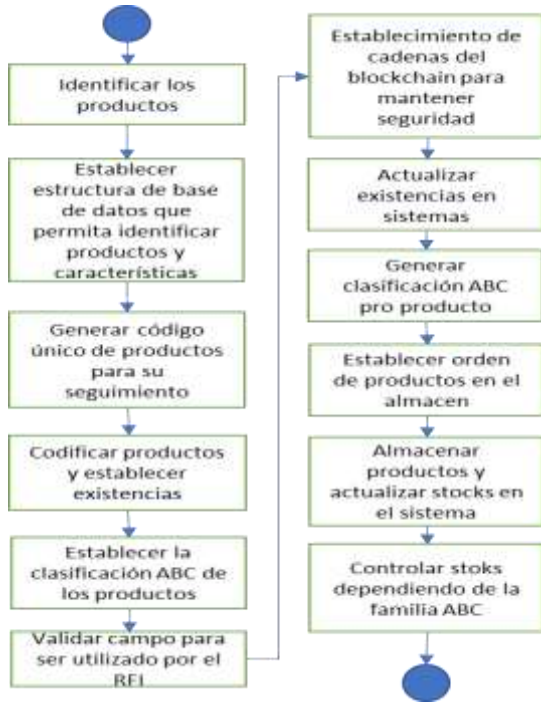 Identificar los
productos
Establecer
estructura de base
de datos que
permita identificar
productos y
características
Generar código
único de productos
para su
seguimiento
Codificar productos
y establecer
existencias
Establecer la
clasificación ABC de
los productos
Validar campo para
ser utilizado por el
RFI
Establecimiento de
cadenas del
blockchain para
mantener
seguridad
Actualizar
existencias en
sistemas
Generar
clasificación ABC
pro producto
Establecer orden
de productos en el
almacen
Almacenar
productos y
actualizar stocks en
el sistema
Controlar stoks
dependiendo de la
familia ABC